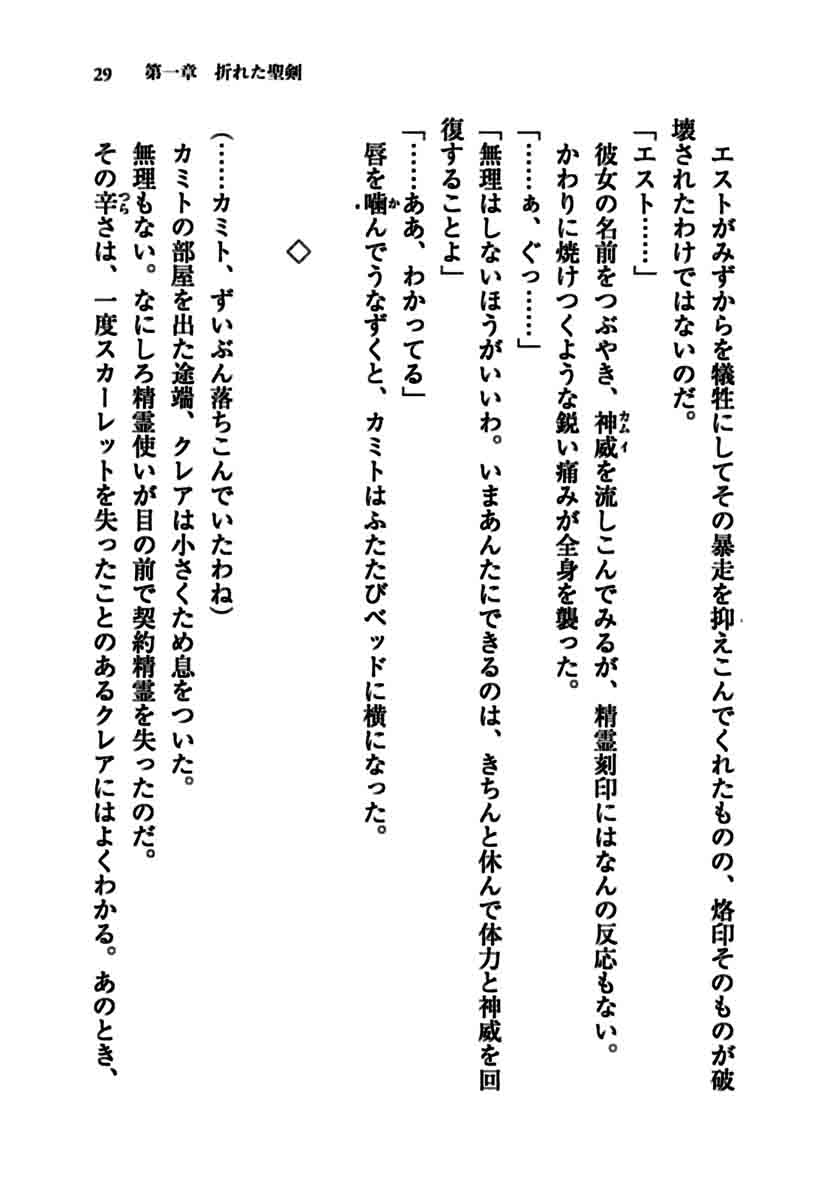 29　第一章　折れた聖剣
　エストがみずからを犠牲にしてその暴走を抑えこんでくれたものの、烙印そのものが破
壊されたわけではないのだ。
「エスト……」
　彼女の名前をつぶやき、神威を流しこんでみるが、精霊刻印にはなんの反応もない。
カムイ
　かわりに焼けつくような鋭い痛みが全身を襲った。
「……ぁ、ぐっ……」
「無理はしないほうがいいわ。いまあんたにできるのは、きちんと休んで体力と神威を回
復することよ」
「……ああ、わかってる」
　唇を噛んでうなずくと、カミトはふたたびベッドに横になった。
か
◇
（……カミト、ずいぶん落ちこんでいたわね）
　カミトの部屋を出た途端、クレアは小さくため息をついた。
　無理もない。なにしろ精霊使いが目の前で契約精霊を失ったのだ。
　その辛さは、一度スカーレットを失ったことのあるクレアにはよくわかる。あのとき、
つら